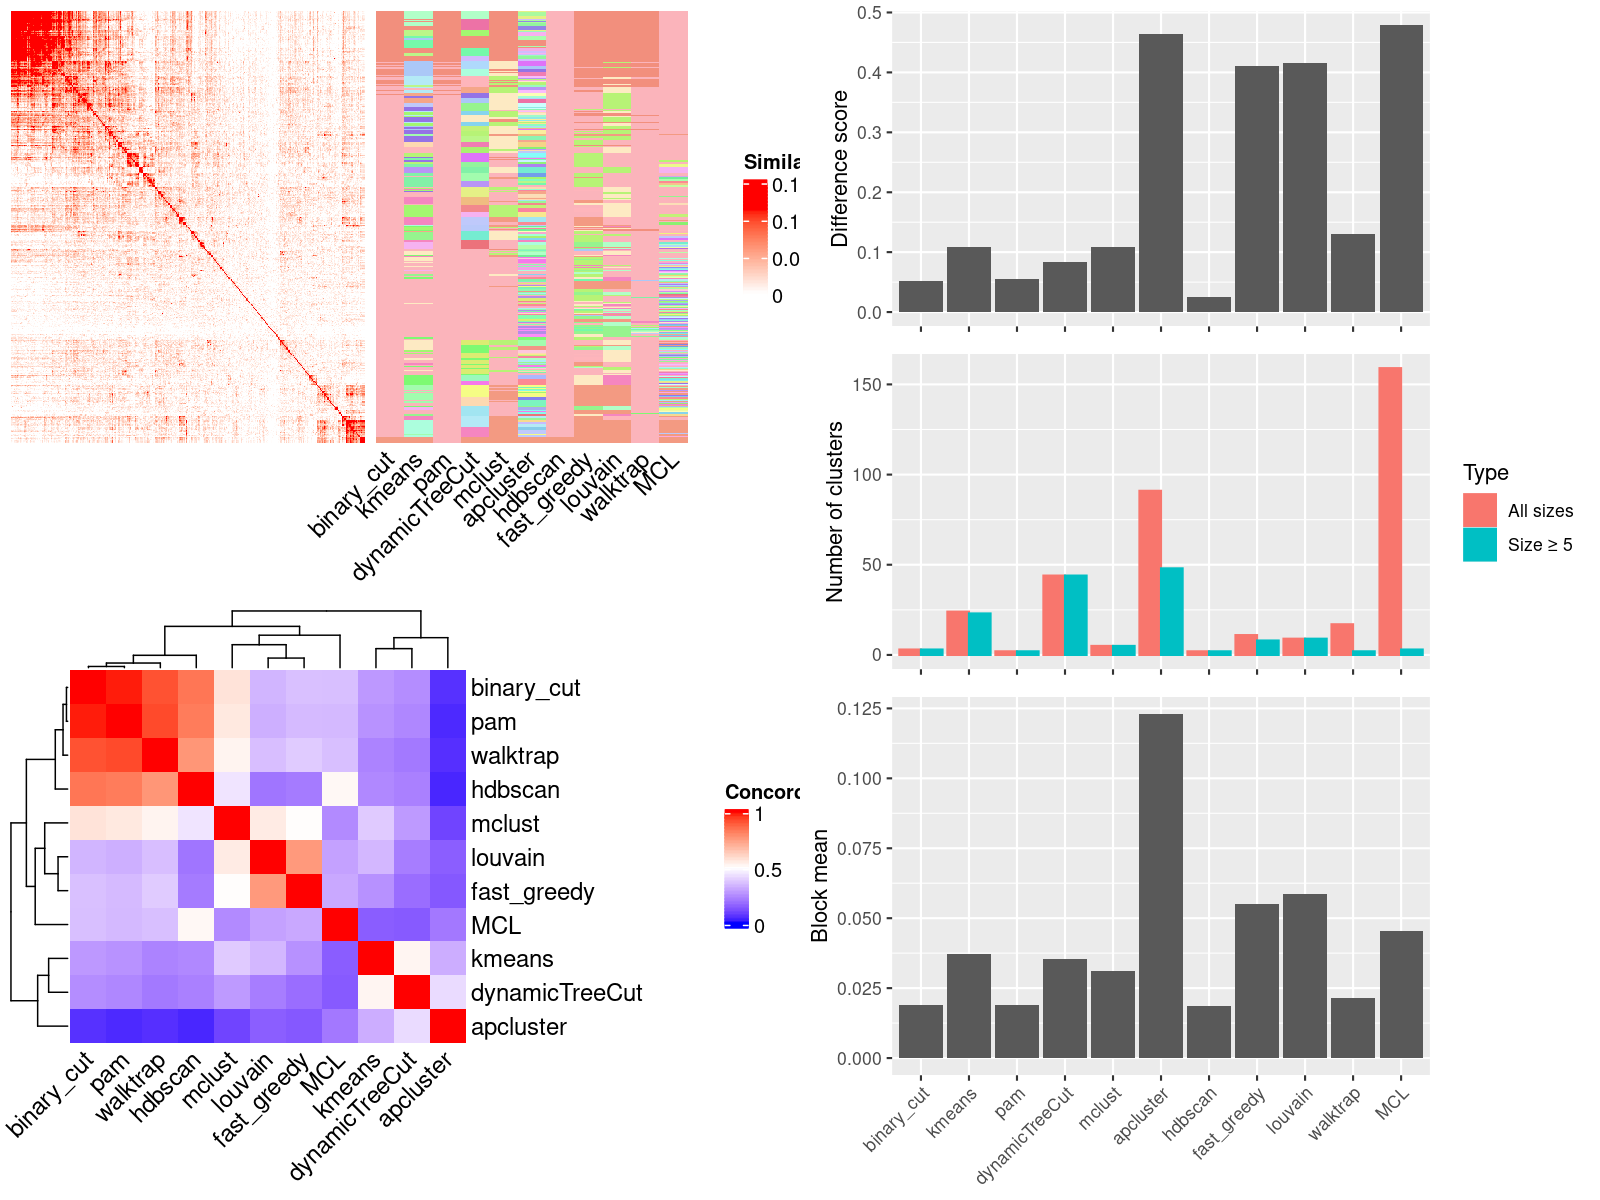 Simila
0.1
0.1
0.0
0
binary_cut
kmeans
pam
dynamicTreeCut
mclust
apcluster
hdbscan
fast_greedy
louvain
walktrap
MCL
binary_cut
pam
walktrap
hdbscan
mclust
louvain
fast_greedy
MCL
kmeans
dynamicTreeCut
apcluster
Concord
1
0.5
0
binary_cut
pam
walktrap
hdbscan
mclust
louvain
fast_greedy
MCL
kmeans
dynamicTreeCut
apcluster
Difference score
0.5
0.4
0.3
0.2
0.1
0.0
Number of clusters
150
100
50
0
Type
All sizes
Size ≥ 5
Block mean
0.125
0.100
0.075
0.050
0.025
0.000
binary_cut
kmeans
pam
dynamicTreeCut
mclust
apcluster
hdbscan
fast_greedy
louvain
walktrap
MCL